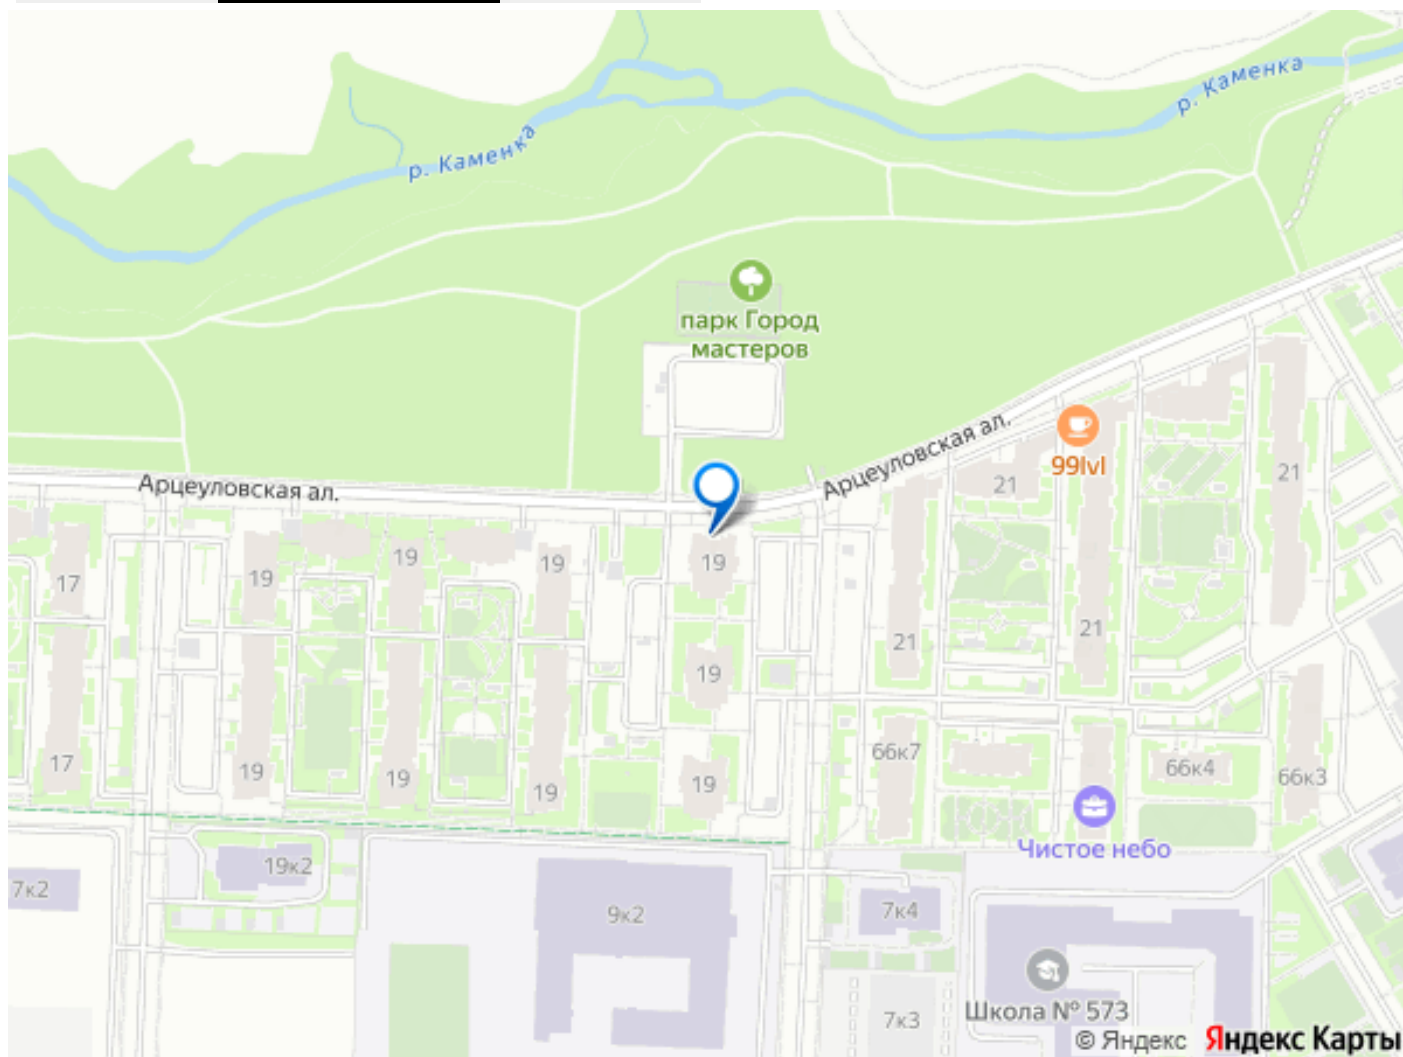 р. Каменка
р. Каменка
парк Город
мастеров
Арцеуловская ал.
99lvl
Арцеуловская ал.
21
21
19
19
19
19
17
21
21
19
19
19
19
19
17
66к7
66к4
66к3
Чистое небо
19к2
7к2
9к2
7к4
Школа № 573
7к3
© Яндекс Яндекс Карты